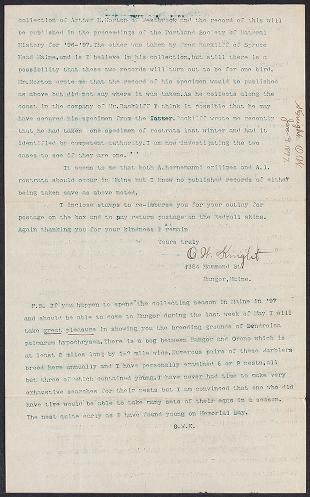 collection of Arthur H. Norton of Westbrook and the record of this will
be published in the proceedings of the Portland Society of Natural
History for '96-'97. The other was taken by Fred Rackliff of Spruce
Head Maine, and is I believe in his collection, but still there is a
possibility that these two records will turn out to be for one bird.
Mr. Norton wrote me that the record of his specimen would to published
as above but did not say where it was taken. As he collects along the
coast in the company of Mr. Rackliff I think it possible that he may
have secured his specimen from the latter. Rackliff wrote me recently
that he had taken one specimen of rostrata last winter and had it
identified by competent authority. I am now investigating the two
cases to see if they are one.
It seems to me that both A. hornemanni exilipes and A. l.
rostrata should occur in Maine but I know no published records of either
being taken save as above noted.
I inclose stamps to re-imburse you for your outlay for
postage on the box and to pay return postage on the Redpoll skins.
Again thanking you for your kindness I remain
Yours truly
O. W. Knight
Hammond St.
Bangor, Maine.
Knight, O.W.
Jan. 9, 1897
P.S. If you happen to spend the collecting season in Maine in '97
and should be able to come to Bangor during the last week of May I will
take great pleasure in showing you the breeding grounds of Dendroica
palmarum hypochrysea. There is a bog between Bangor and Orono which is
at least 8 miles long by 1-2 mile wide. Numerous pairs of these warblers
breed here annually and I have personally examined 6 or 8 nests, all
but three of which contained young. I have never had time to make very
exhaustive searches for their nests but I am convinced that one who did
have time would be able to take many sets of their eggs in a season.
The nest quite early as I have found young on Memorial Day.
O.W.K.